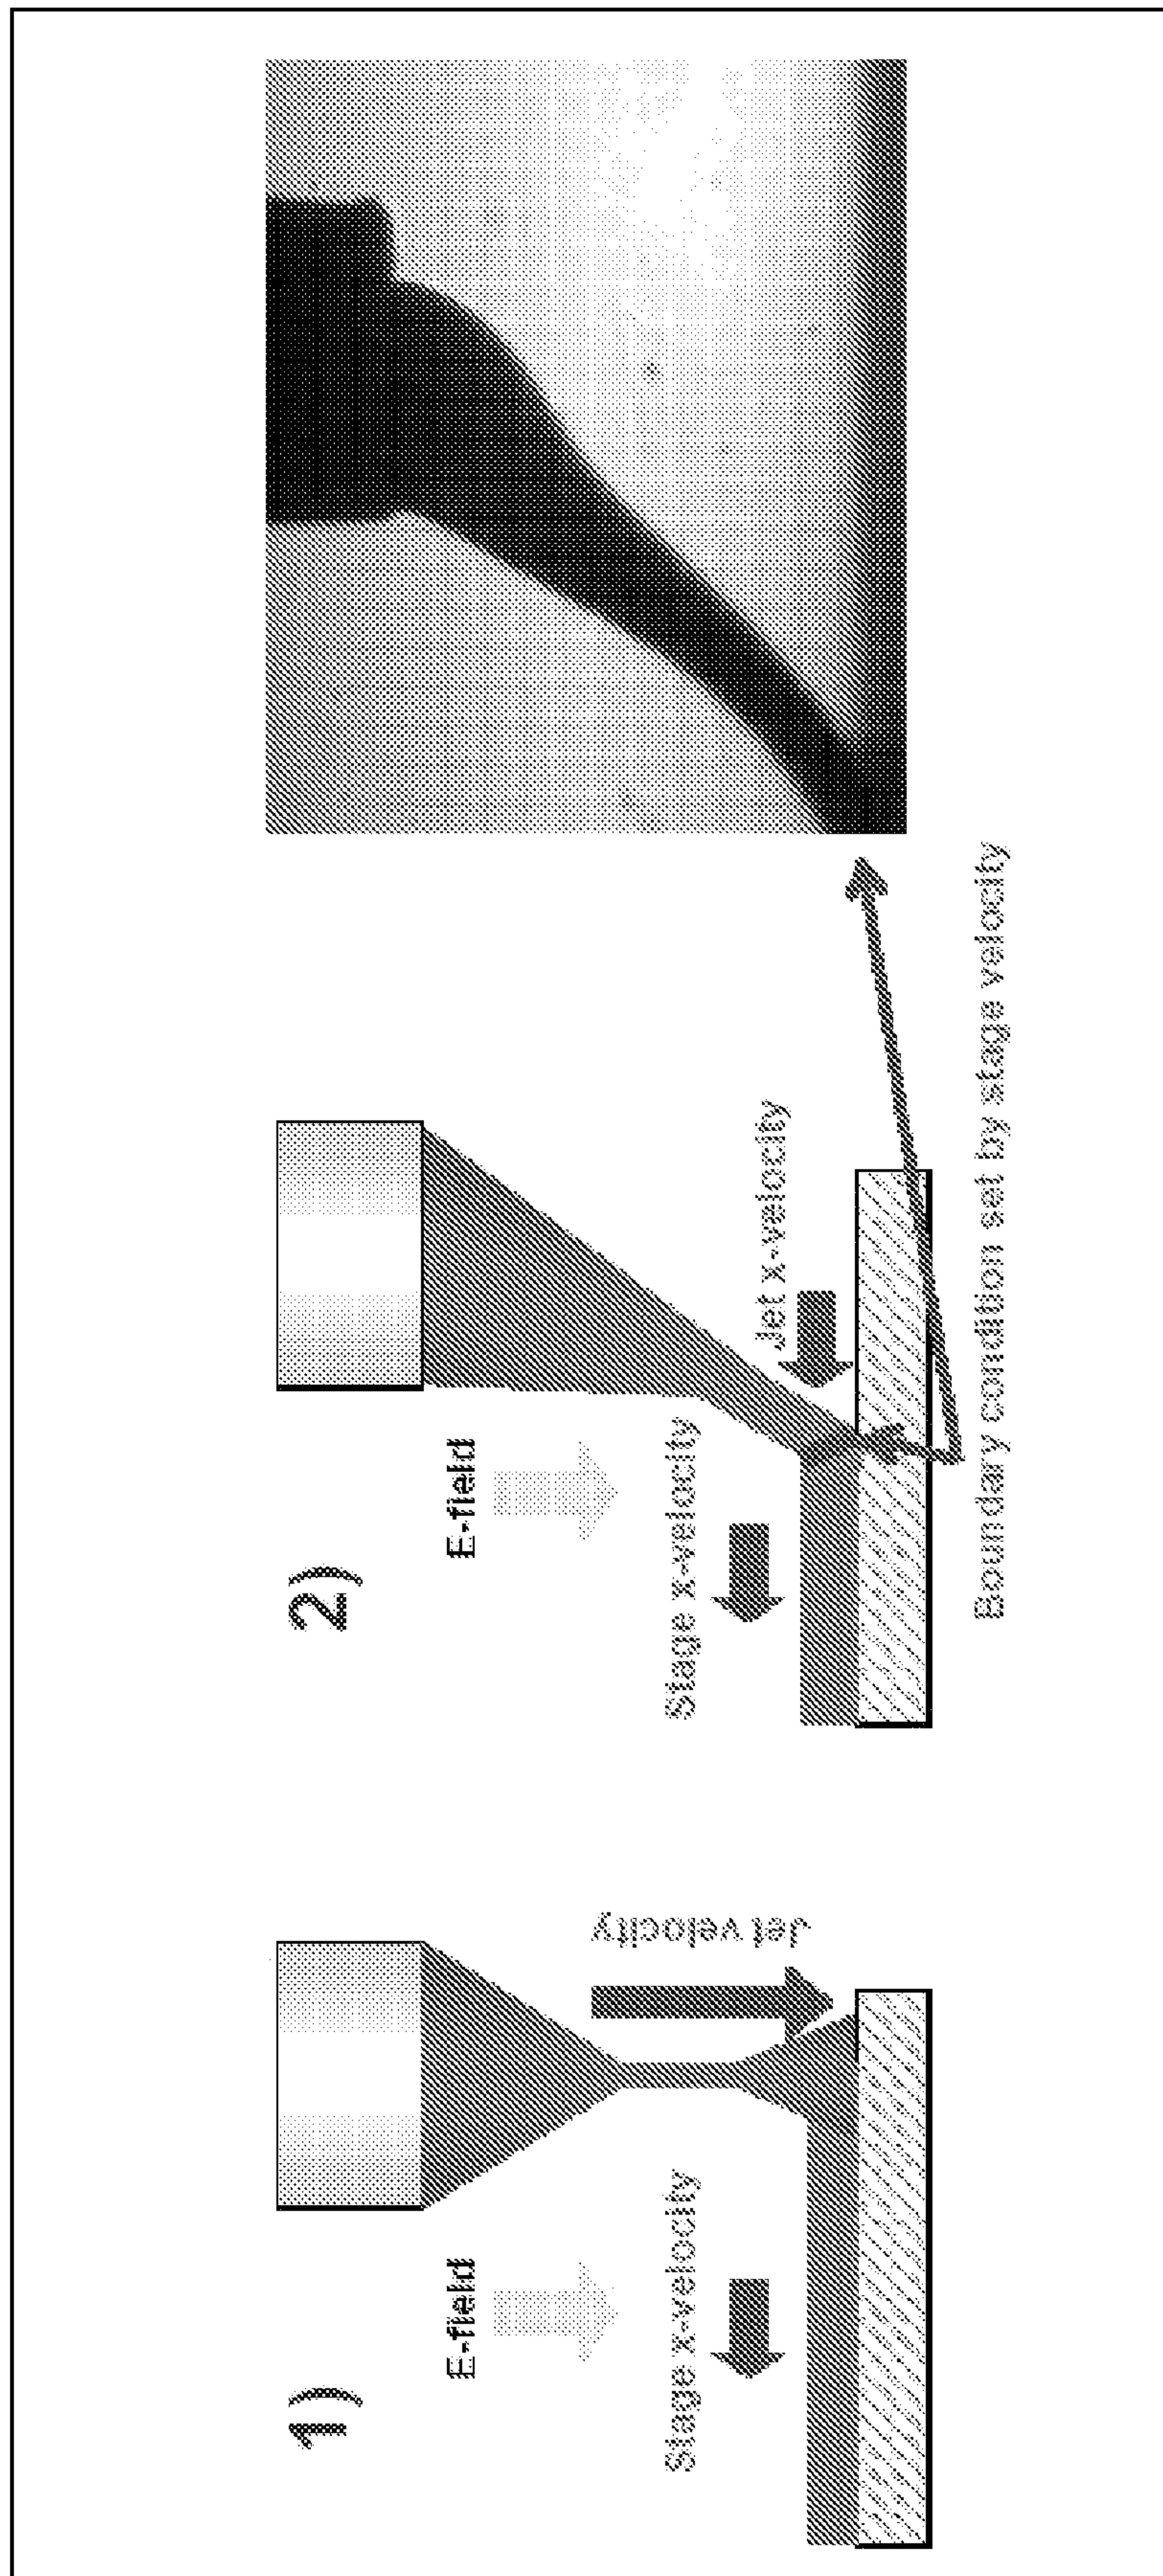 1)
E-field
Stage x-velocity
Jet velocity
2)
E-field
Stage x-velocity
Jet x-velocity
Boundary condition set by stage velocity